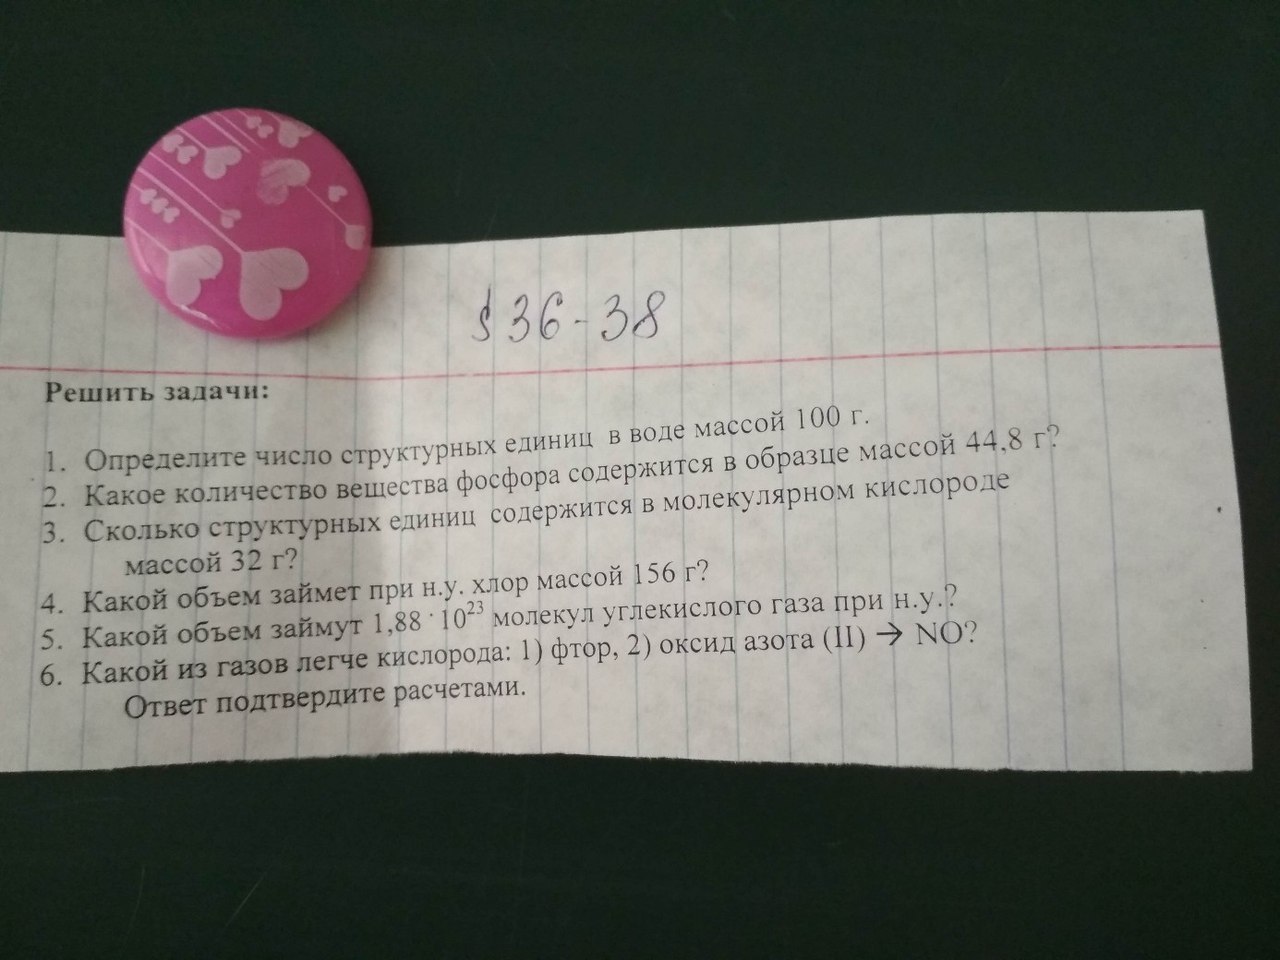 § 36-38
Решить задачи:
1. Определите число структурных единиц в воде массой 100 г.
2. Какое количество вещества фосфора содержится в образце массой 44,8 г?
3. Сколько структурных единиц содержится в молекулярном кислороде
массой 32 г?
4. Какой объем займет при н.у. хлор массой 156 г?
5. Какой объем займут 1,88 · 10²³ молекул углекислого газа при н.у.?
6. Какой из газов легче кислорода: 1) фтор, 2) оксид азота (II) → NO?
Ответ подтвердите расчетами.